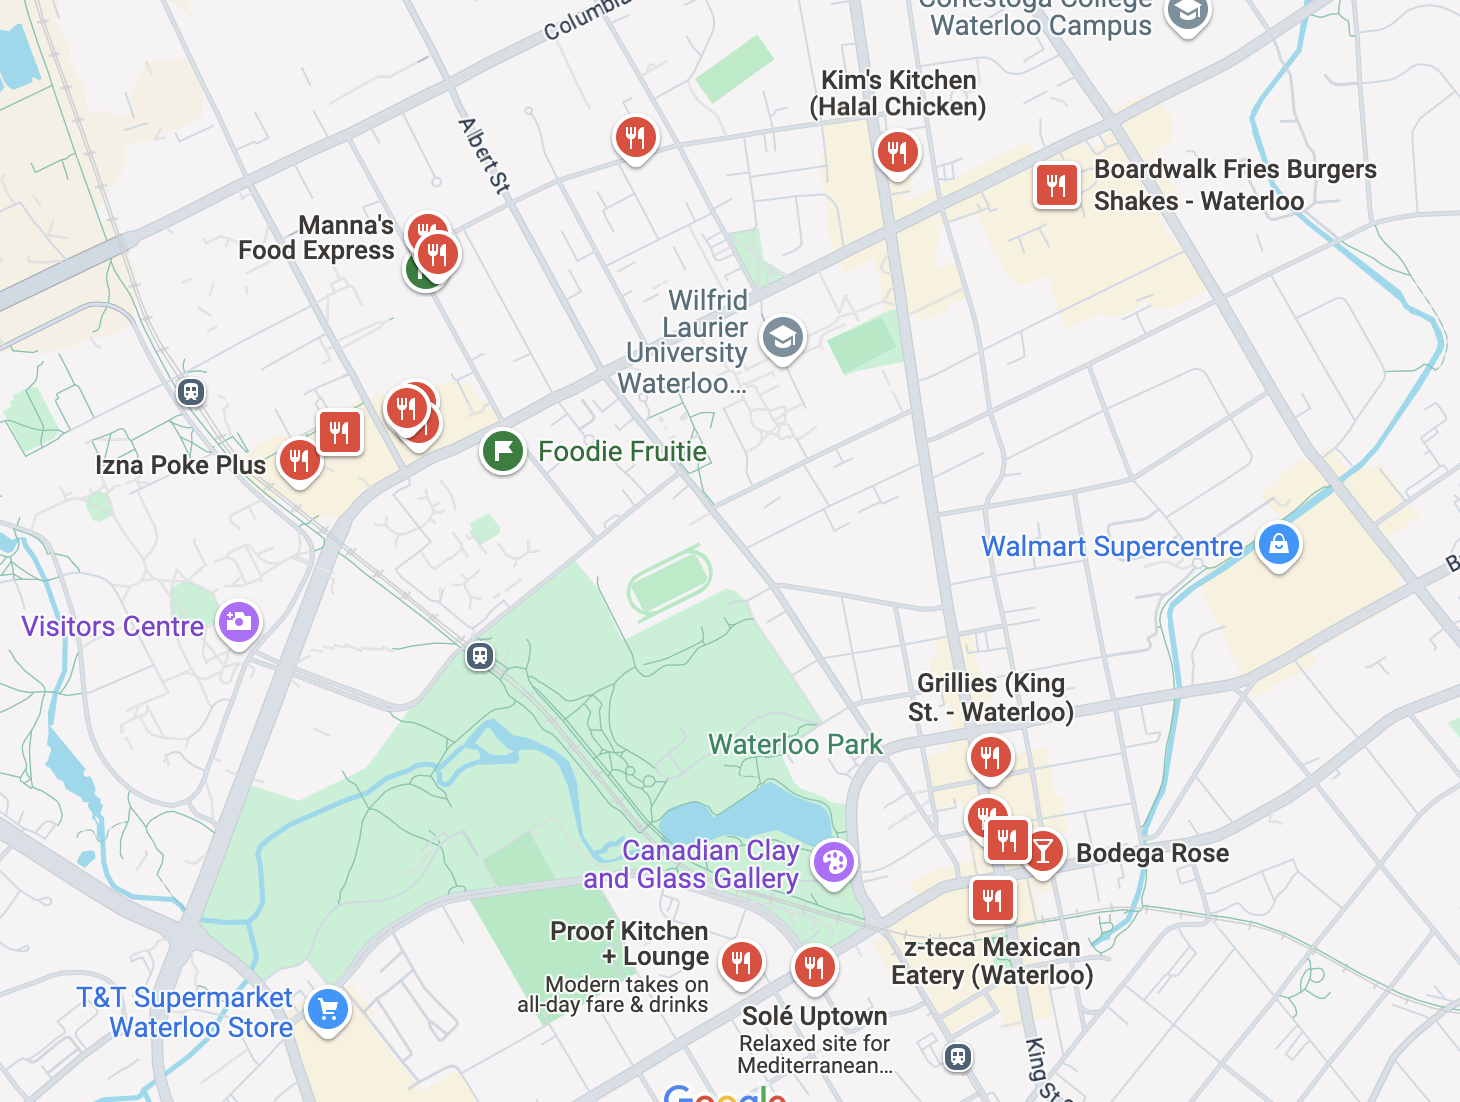 Conestoga College
Waterloo Campus
Columbia
Kim's Kitchen
(Halal Chicken)
Albert St
Boardwalk Fries Burgers
Shakes - Waterloo
Manna's
Food Express
Wilfrid
Laurier
University
Waterloo...
Foodie Fruitie
Izna Poke Plus
Walmart Supercentre
B
Visitors Centre
Grillies (King
St. - Waterloo)
Waterloo Park
Canadian Clay
and Glass Gallery
Bodega Rose
Proof Kitchen
+ Lounge
Modern takes on
all-day fare & drinks
z-teca Mexican
Eatery (Waterloo)
T&T Supermarket
Waterloo Store
Solé Uptown
Relaxed site for
Mediterranean...
King St S
Google